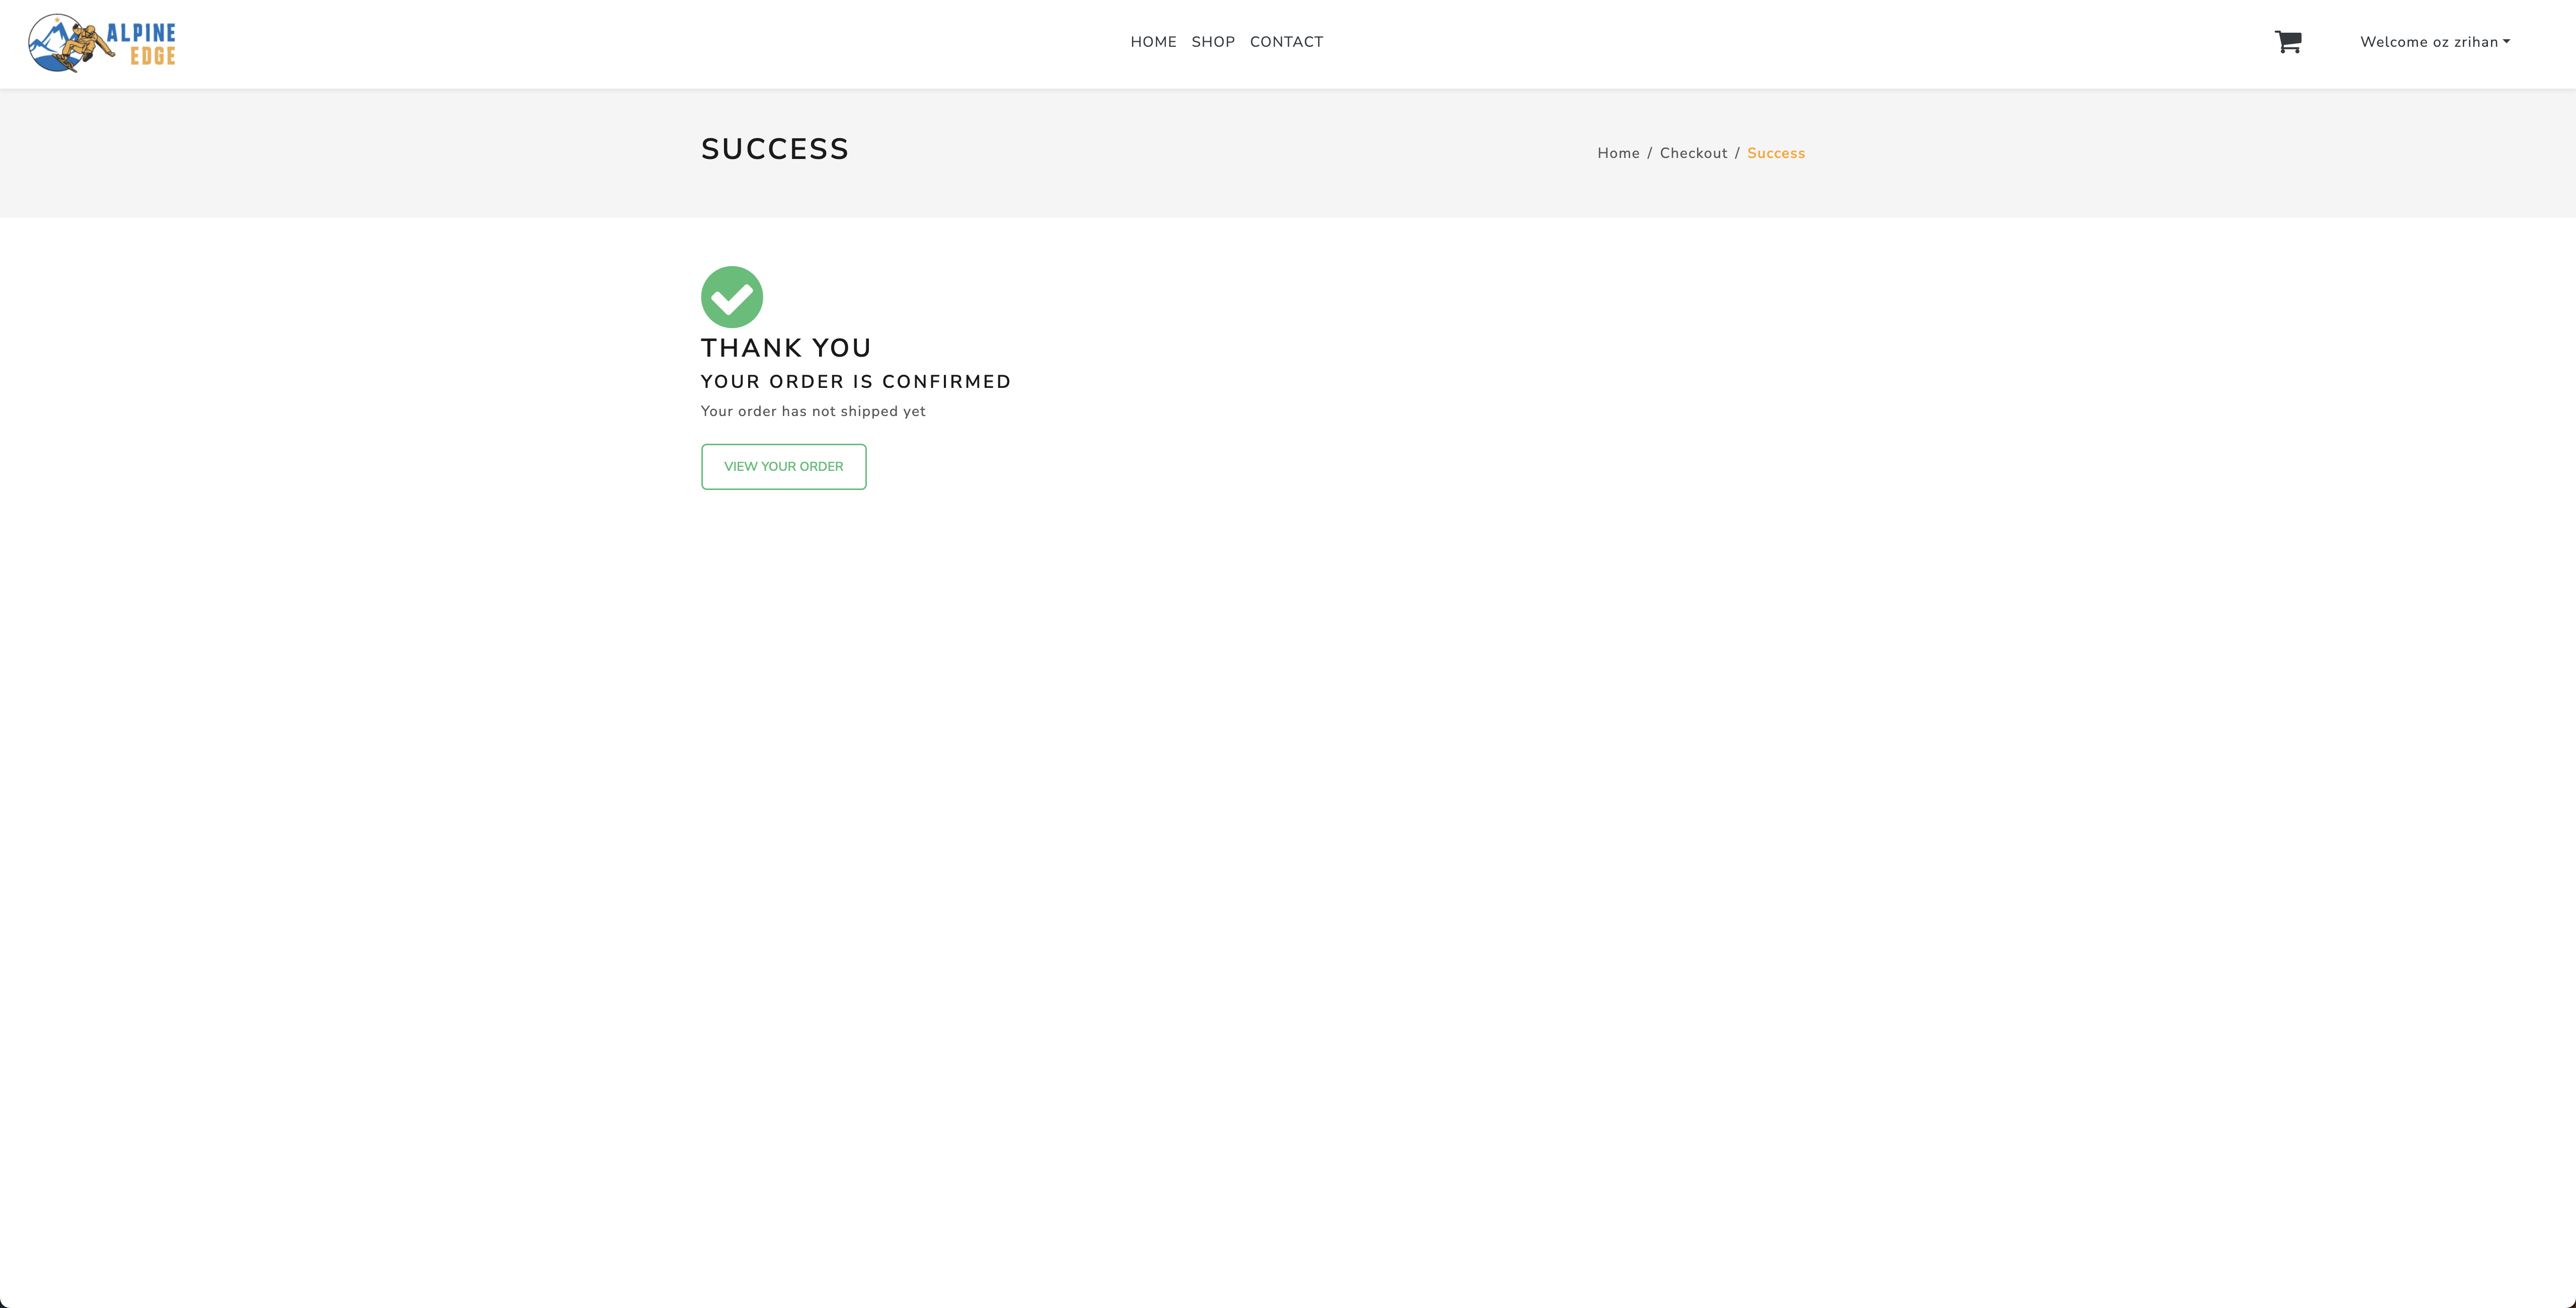 ALPINE
EDGE
HOME SHOP CONTACT
Welcome oz zrihan
SUCCESS
Home / Checkout / Success
THANK YOU
YOUR ORDER IS CONFIRMED
Your order has not shipped yet
VIEW YOUR ORDER